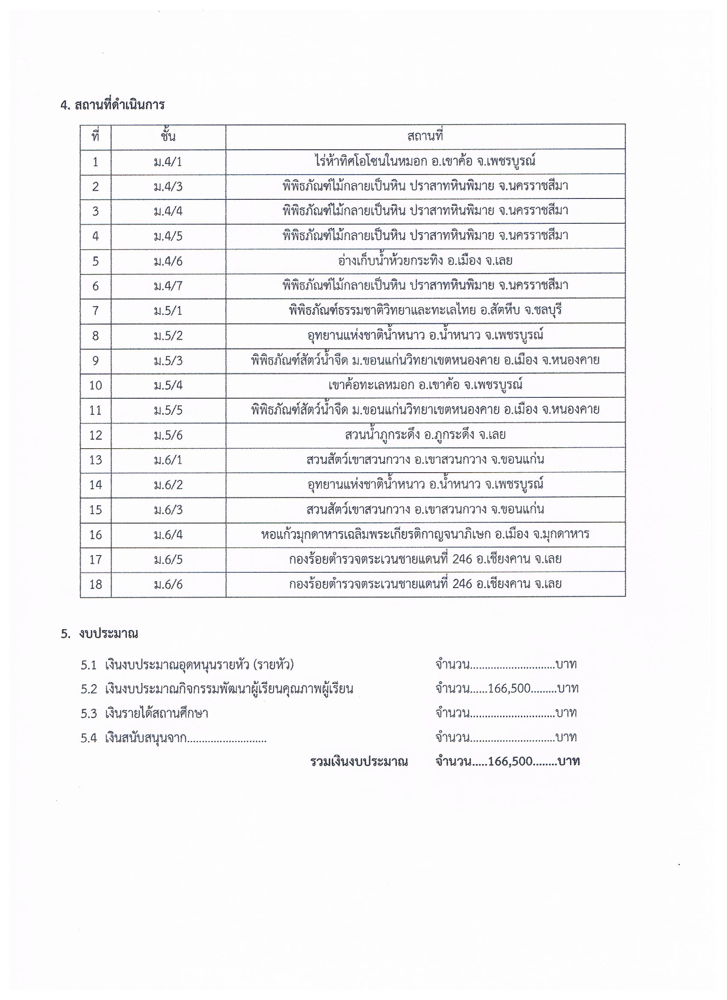 4. สถานที่ดำเนินการ
ที่ ชั้น สถานที่
1 ม.4/1 ไร่ห้าทิศโอโซนในหมอก อ.เขาค้อ จ.เพชรบูรณ์
2 ม.4/3 พิพิธภัณฑ์ไม้กลายเป็นหิน ปราสาทหินพิมาย จ.นครราชสีมา
3 ม.4/4 พิพิธภัณฑ์ไม้กลายเป็นหิน ปราสาทหินพิมาย จ.นครราชสีมา
4 ม.4/5 พิพิธภัณฑ์ไม้กลายเป็นหิน ปราสาทหินพิมาย จ.นครราชสีมา
5 ม.4/6 อ่างเก็บน้ำห้วยกระทิง อ.เมือง จ.เลย
6 ม.4/7 พิพิธภัณฑ์ไม้กลายเป็นหิน ปราสาทหินพิมาย จ.นครราชสีมา
7 ม.5/1 พิพิธภัณฑ์ธรรมชาติวิทยาและทะเลไทย อ.สัตหีบ จ.ชลบุรี
8 ม.5/2 อุทยานแห่งชาติน้ำหนาว อ.น้ำหนาว จ.เพชรบูรณ์
9 ม.5/3 พิพิธภัณฑ์สัตว์น้ำจืด ม.ขอนแก่นวิทยาเขตหนองคาย อ.เมือง จ.หนองคาย
10 ม.5/4 เขาค้อทะเลหมอก อ.เขาค้อ จ.เพชรบูรณ์
11 ม.5/5 พิพิธภัณฑ์สัตว์น้ำจืด ม.ขอนแก่นวิทยาเขตหนองคาย อ.เมือง จ.หนองคาย
12 ม.5/6 สวนน้ำภูกระดึง อ.ภูกระดึง จ.เลย
13 ม.6/1 สวนสัตว์เขาสวนกวาง อ.เขาสวนกวาง จ.ขอนแก่น
14 ม.6/2 อุทยานแห่งชาติน้ำหนาว อ.น้ำหนาว จ.เพชรบูรณ์
15 ม.6/3 สวนสัตว์เขาสวนกวาง อ.เขาสวนกวาง จ.ขอนแก่น
16 ม.6/4 หอแก้วมุกดาหารเฉลิมพระเกียรติกาญจนาภิเษก อ.เมือง จ.มุกดาหาร
17 ม.6/5 กองร้อยตำรวจตระเวนชายแดนที่ 246 อ.เชียงคาน จ.เลย
18 ม.6/6 กองร้อยตำรวจตระเวนชายแดนที่ 246 อ.เชียงคาน จ.เลย
5. งบประมาณ
5.1 เงินงบประมาณอุดหนุนรายหัว (รายหัว) จำนวน.............................บาท
5.2 เงินงบประมาณกิจกรรมพัฒนาผู้เรียนคุณภาพผู้เรียน จำนวน......166,500.........บาท
5.3 เงินรายได้สถานศึกษา จำนวน.............................บาท
5.4 เงินสนับสนุนจาก........................... จำนวน.............................บาท
รวมเงินงบประมาณ จำนวน.....166,500........บาท